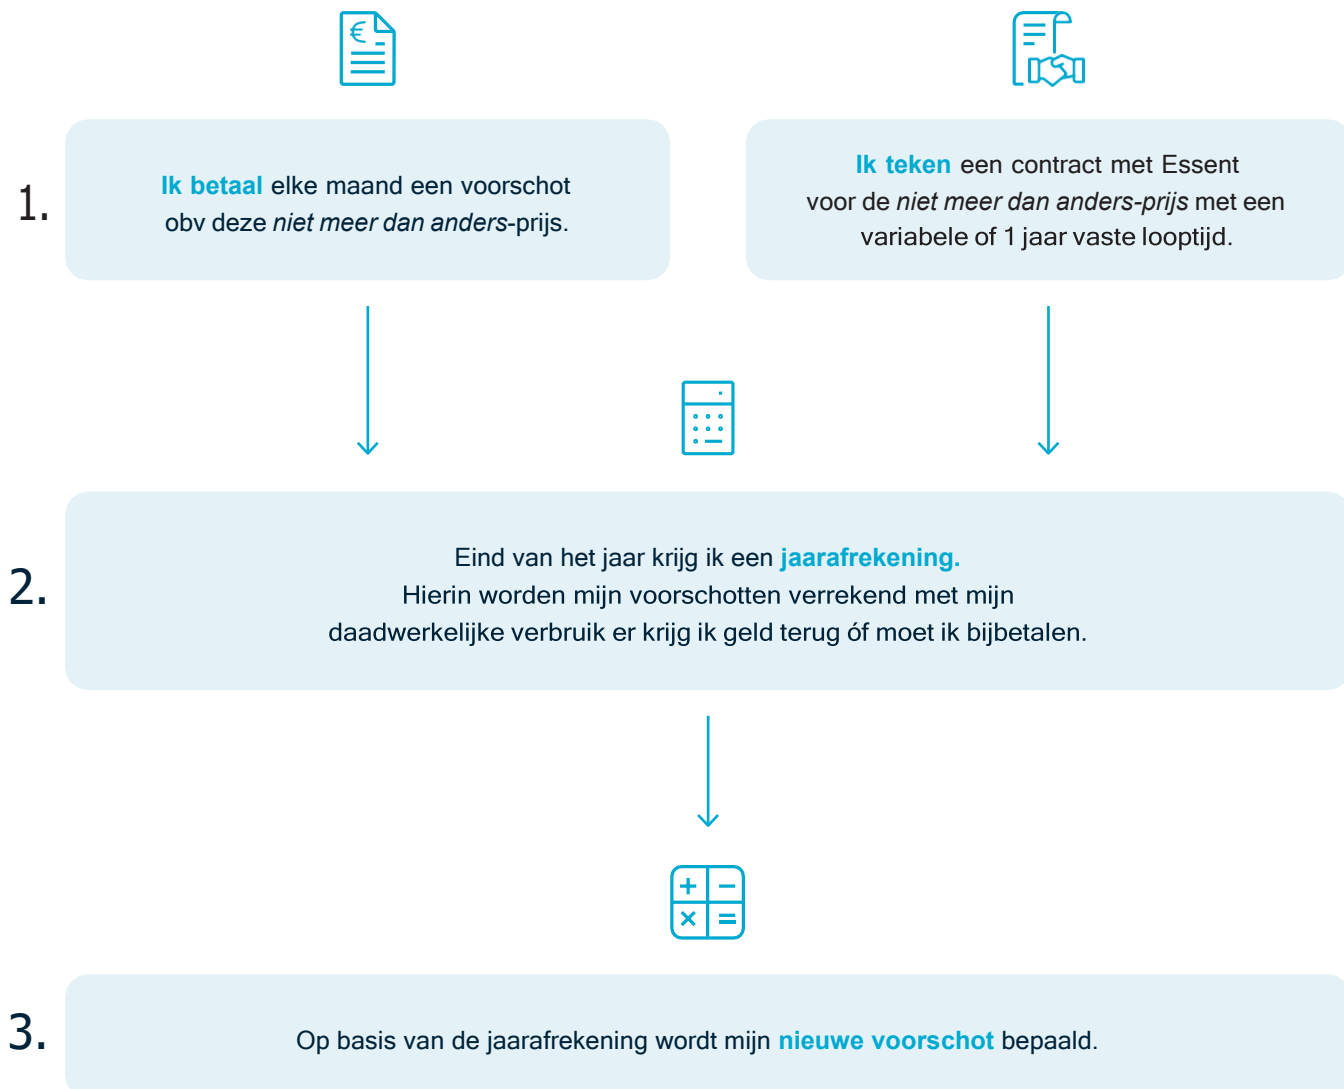 1.
Ik betaal elke maand een voorschot
obv deze niet meer dan anders-prijs.
Ik teken een contract met Essent
voor de niet meer dan anders-prijs met een
variabele of 1 jaar vaste looptijd.
2.
Eind van het jaar krijg ik een jaarafrekening.
Hierin worden mijn voorschotten verrekend met mijn
daadwerkelijke verbruik er krijg ik geld terug óf moet ik bijbetalen.
3.
Op basis van de jaarafrekening wordt mijn nieuwe voorschot bepaald.